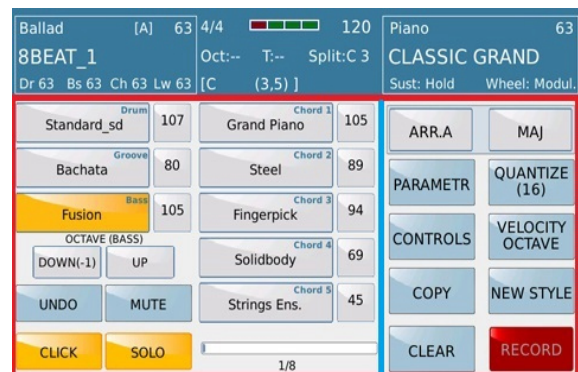 Ballad [A] 63
8BEAT_1
Dr 63 Bs 63 Ch 63 Lw 63
4/4 120
Oct:-- T:-- Split:C 3
[C (3,5) ]
Piano 63
CLASSIC GRAND
Sust: Hold Wheel: Modul.
Drum
Standard_sd 107
Groove
Bachata 80
Bass
Fusion 105
OCTAVE (BASS)
DOWN(-1) UP
UNDO MUTE
CLICK SOLO
Chord 1
Grand Piano 105
Chord 2
Steel 89
Chord 3
Fingerpick 94
Chord 4
Solidbody 69
Chord 5
Strings Ens. 45
1/8
ARR.A MAJ
PARAMETR QUANTIZE
(16)
CONTROLS VELOCITY
OCTAVE
COPY NEW STYLE
CLEAR RECORD